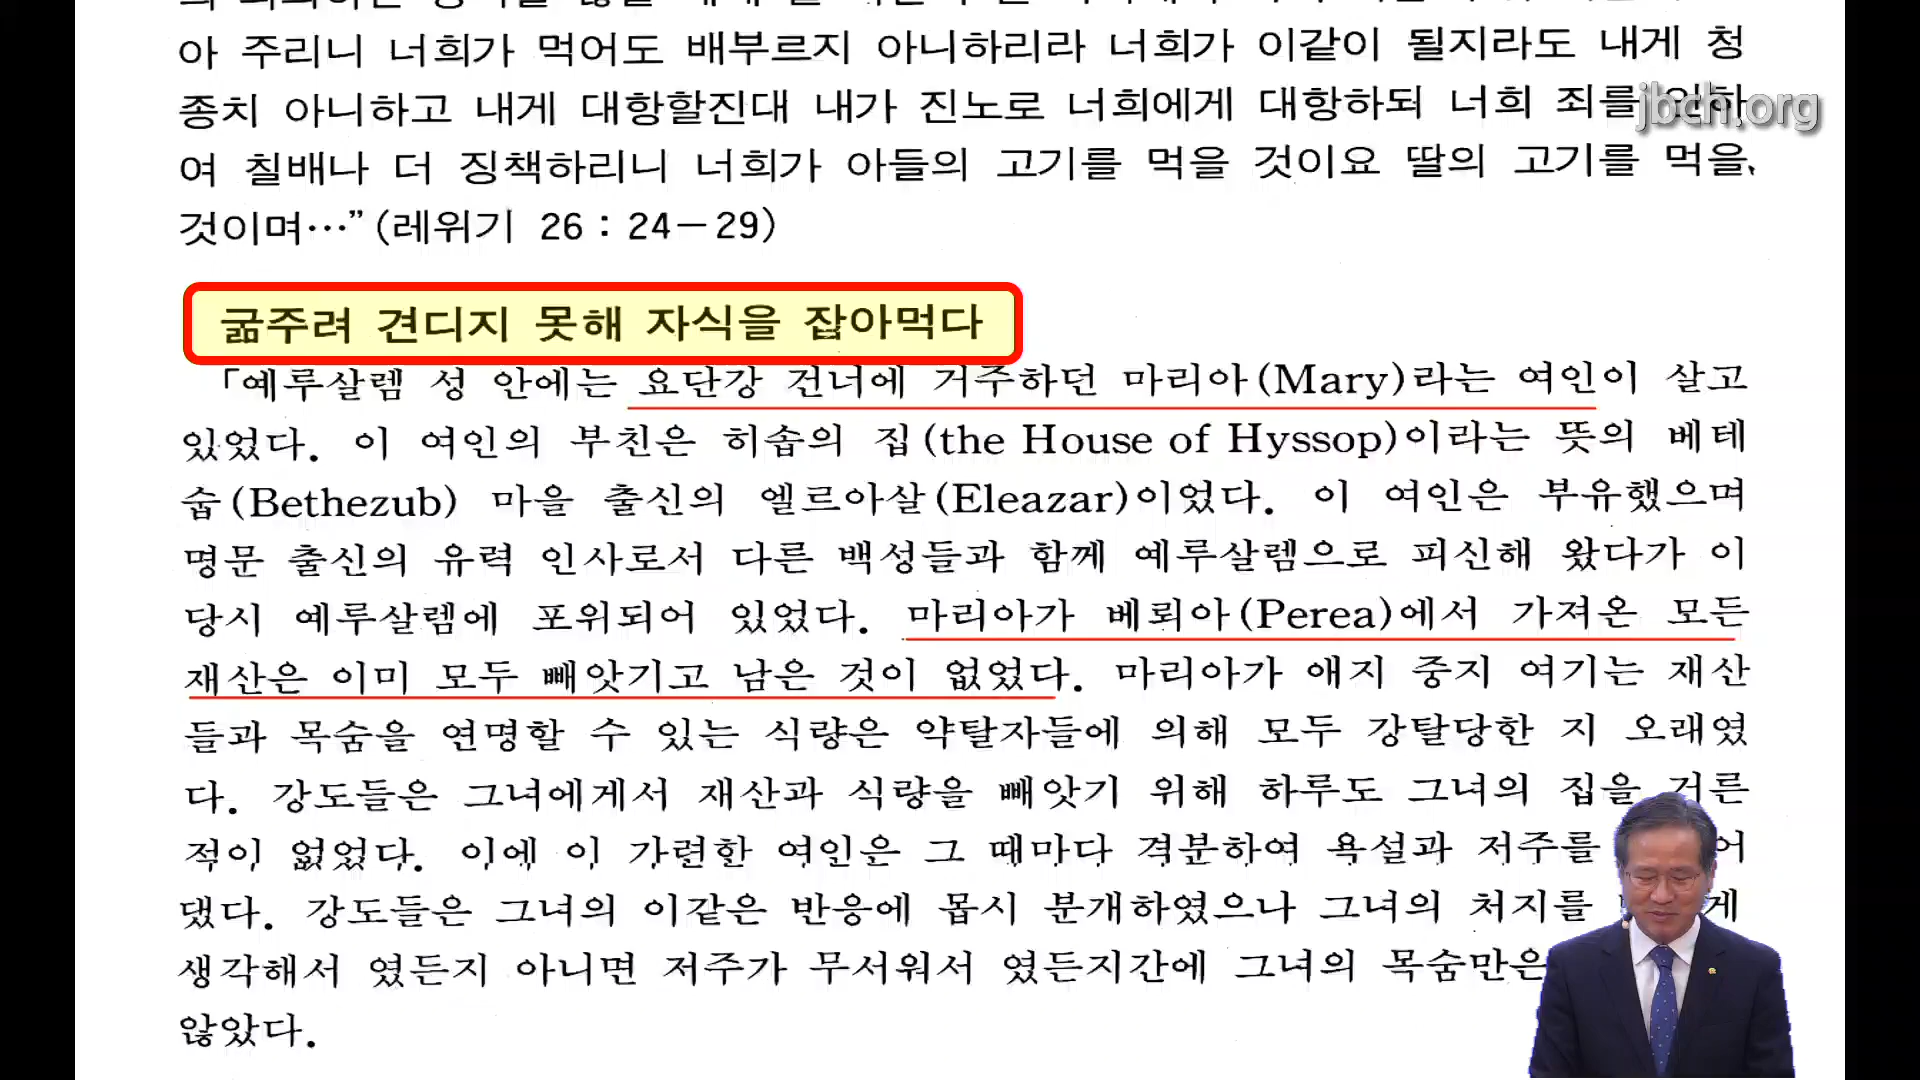 아 주리니 너희가 먹어도 배부르지 아니하리라 너희가 이같이 될지라도 내게 청
종치 아니하고 내게 대항할진대 내가 진노로 너희에게 대항하되 너희 죄를
jbch.org
여 칠배나 더 징책하리니 너희가 아들의 고기를 먹을 것이요 딸의 고기를 먹을
것이며…”(레위기 26 : 24－29)
굶주려 견디지 못해 자식을 잡아먹다
「예루살렘 성 안에는 요단강 건너에 거주하던 마리아(Mary)라는 여인이 살고
있었다. 이 여인의 부친은 히솝의 집(the House of Hyssop)이라는 뜻의 베테
숩(Bethezub) 마을 출신의 엘르아살(Eleazar)이었다. 이 여인은 부유했으며
명문 출신의 유력 인사로서 다른 백성들과 함께 예루살렘으로 피신해 왔다가 이
당시 예루살렘에 포위되어 있었다. 마리아가 베뢰아(Perea)에서 가져온 모든
재산은 이미 모두 빼앗기고 남은 것이 없었다. 마리아가 애지 중지 여기는 재산
들과 목숨을 연명할 수 있는 식량은 약탈자들에 의해 모두 강탈당한 지 오래였
다. 강도들은 그녀에게서 재산과 식량을 빼앗기 위해 하루도 그녀의 집을 거른
적이 없었다. 이에 이 가련한 여인은 그 때마다 격분하여 욕설과 저주를 어
댔다. 강도들은 그녀의 이같은 반응에 몹시 분개하였으나 그녀의 처지를 게
생각해서 였든지 아니면 저주가 무서워서 였든지간에 그녀의 목숨만은
않았다.